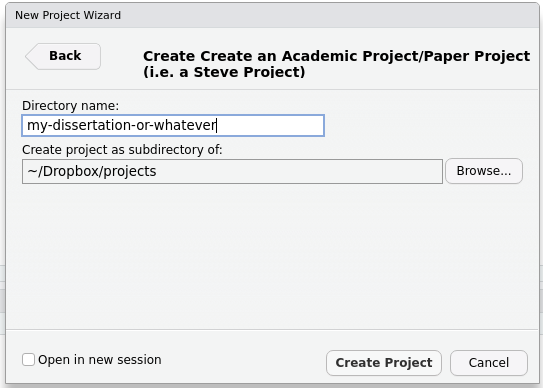 New Project Wizard
Back
Create Create an Academic Project/Paper Project
(i.e. a Steve Project)
Directory name:
my-dissertation-or-whatever
Create project as subdirectory of:
~/Dropbox/projects
Browse...
Open in new session
Create Project
Cancel